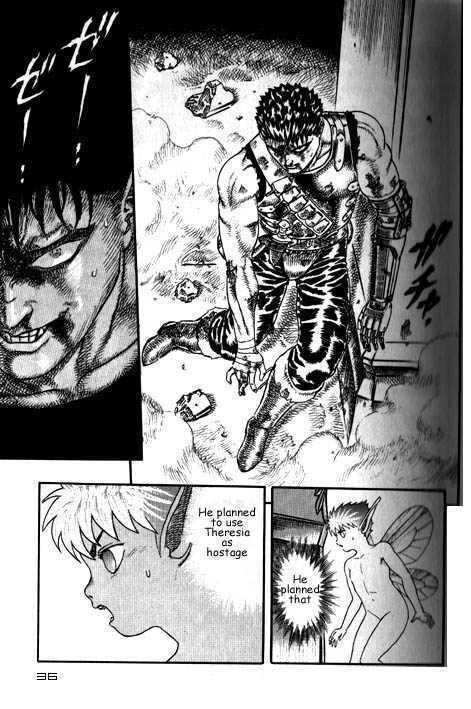 ガチャ
ゼー
ゼー
He
planned
that
He planned
to use
Theresia
as
hostage
36